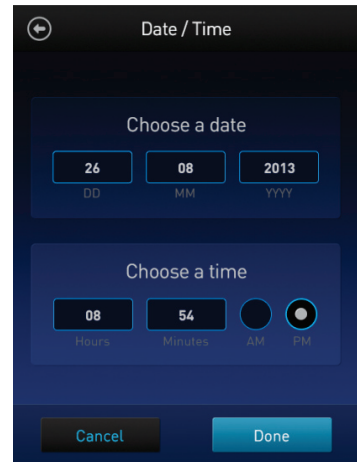 Date / Time
Choose a date
26 08 2013
DD MM YYYY
Choose a time
08 54
Hours Minutes AM PM
Cancel Done